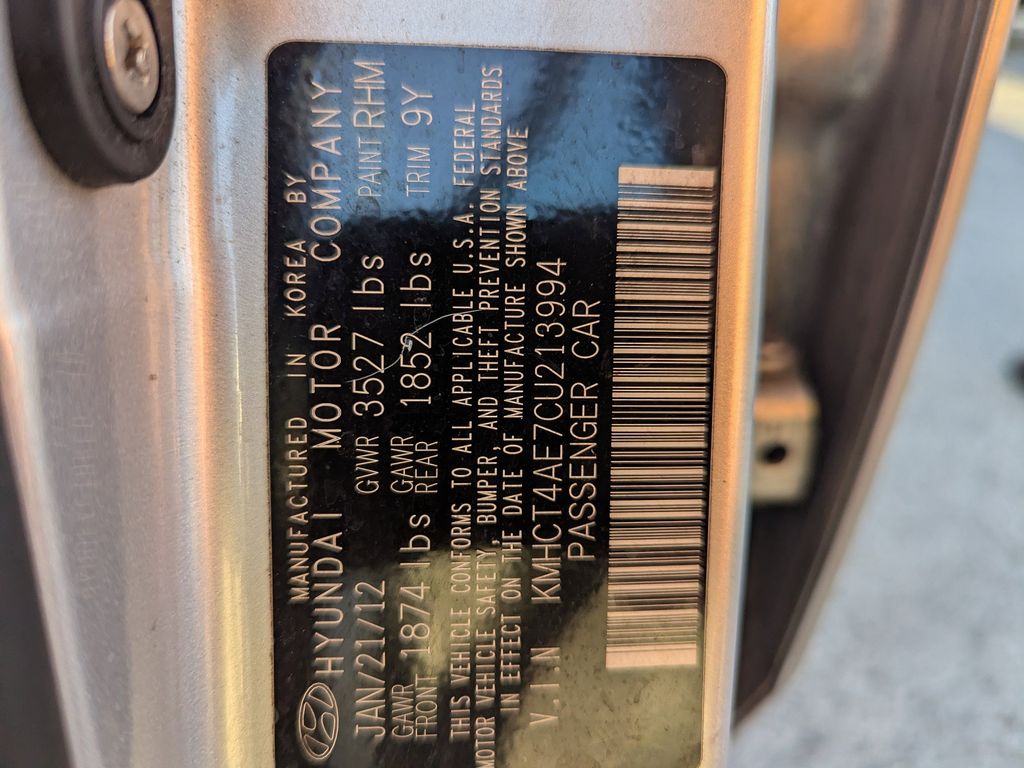 MANUFACTURED IN KOREA BY
HYUNDAI MOTOR COMPANY
JAN/21/12 GVWR 3527 lbs PAINT RHM
GAWR FRONT 1874 lbs GAWR REAR 1852 lbs TRIM 9Y
THIS VEHICLE CONFORMS TO ALL APPLICABLE U.S.A. FEDERAL
MOTOR VEHICLE SAFETY, BUMPER, AND THEFT PREVENTION STANDARDS
IN EFFECT ON THE DATE OF MANUFACTURE SHOWN ABOVE
V.I.N KMHCT4AE7CU213994
PASSENGER CAR